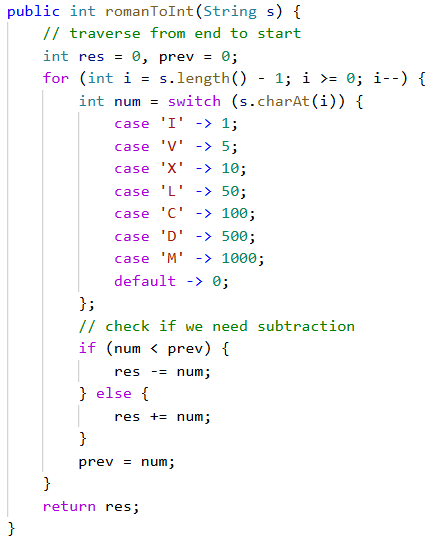 public int romanToInt(String s) {
    // traverse from end to start
    int res = 0, prev = 0;
    for (int i = s.length() - 1; i >= 0; i--) {
        int num = switch (s.charAt(i)) {
            case 'I' -> 1;
            case 'V' -> 5;
            case 'X' -> 10;
            case 'L' -> 50;
            case 'C' -> 100;
            case 'D' -> 500;
            case 'M' -> 1000;
            default -> 0;
        };
        // check if we need subtraction
        if (num < prev) {
            res -= num;
        } else {
            res += num;
        }
        prev = num;
    }
    return res;
}